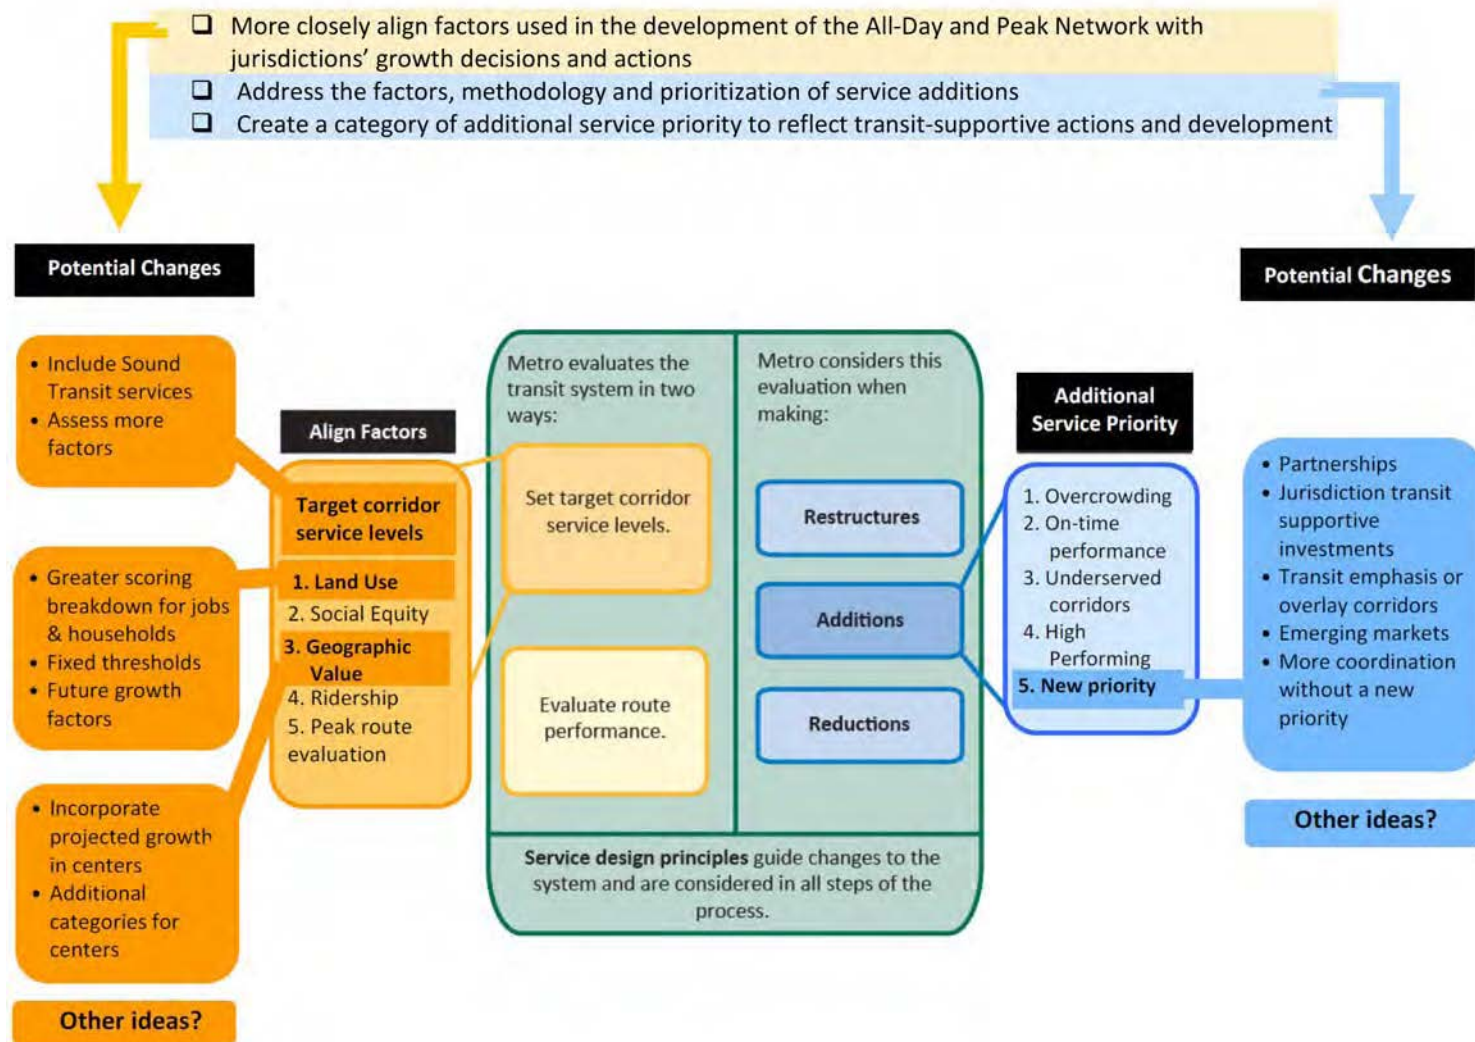 ❑ More closely align factors used in the development of the All-Day and Peak Network with
jurisdictions’ growth decisions and actions
❑ Address the factors, methodology and prioritization of service additions
❑ Create a category of additional service priority to reflect transit-supportive actions and development
Potential Changes
• Include Sound
Transit services
• Assess more
factors
• Greater scoring
breakdown for jobs
& households
• Fixed thresholds
• Future growth
factors
• Incorporate
projected growth
in centers
• Additional
categories for
centers
Other ideas?
Align Factors
Target corridor
service levels
1. Land Use
2. Social Equity
3. Geographic
Value
4. Ridership
5. Peak route
evaluation
Metro evaluates the
transit system in two
ways:
Set target corridor
service levels.
Evaluate route
performance.
Metro considers this
evaluation when
making:
Restructures
Additions
Reductions
Service design principles guide changes to the
system and are considered in all steps of the
process.
Additional
Service Priority
1. Overcrowding
2. On-time
performance
3. Underserved
corridors
4. High
Performing
5. New priority
Potential Changes
• Partnerships
• Jurisdiction transit
supportive
investments
• Transit emphasis or
overlay corridors
• Emerging markets
• More coordination
without a new
priority
Other ideas?